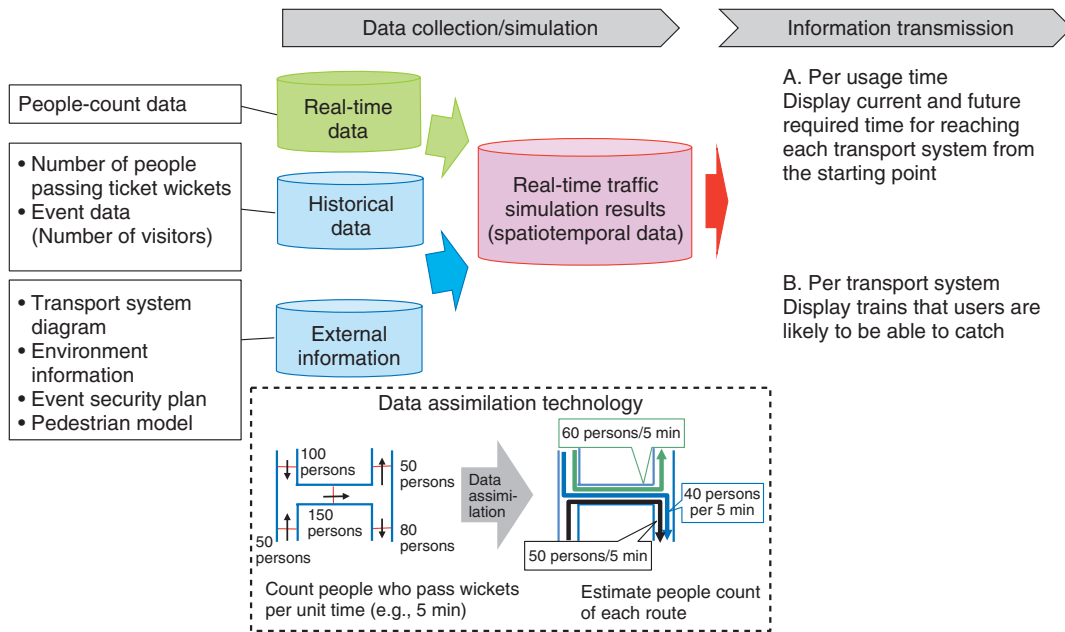 Data collection/simulation
Information transmission
People-count data
• Number of people
passing ticket wickets
• Event data
(Number of visitors)
• Transport system
diagram
• Environment
information
• Event security plan
• Pedestrian model
Real-time
data
Historical
data
External
information
Real-time traffic
simulation results
(spatiotemporal data)
A. Per usage time
Display current and future
required time for reaching
each transport system from
the starting point
B. Per transport system
Display trains that users are
likely to be able to catch
Data assimilation technology
100
persons
50
persons
150
persons
50
persons
80
persons
Count people who pass wickets
per unit time (e.g., 5 min)
Data
assimi-
lation
60 persons/5 min
40 persons
per 5 min
50 persons/5 min
Estimate people count
of each route